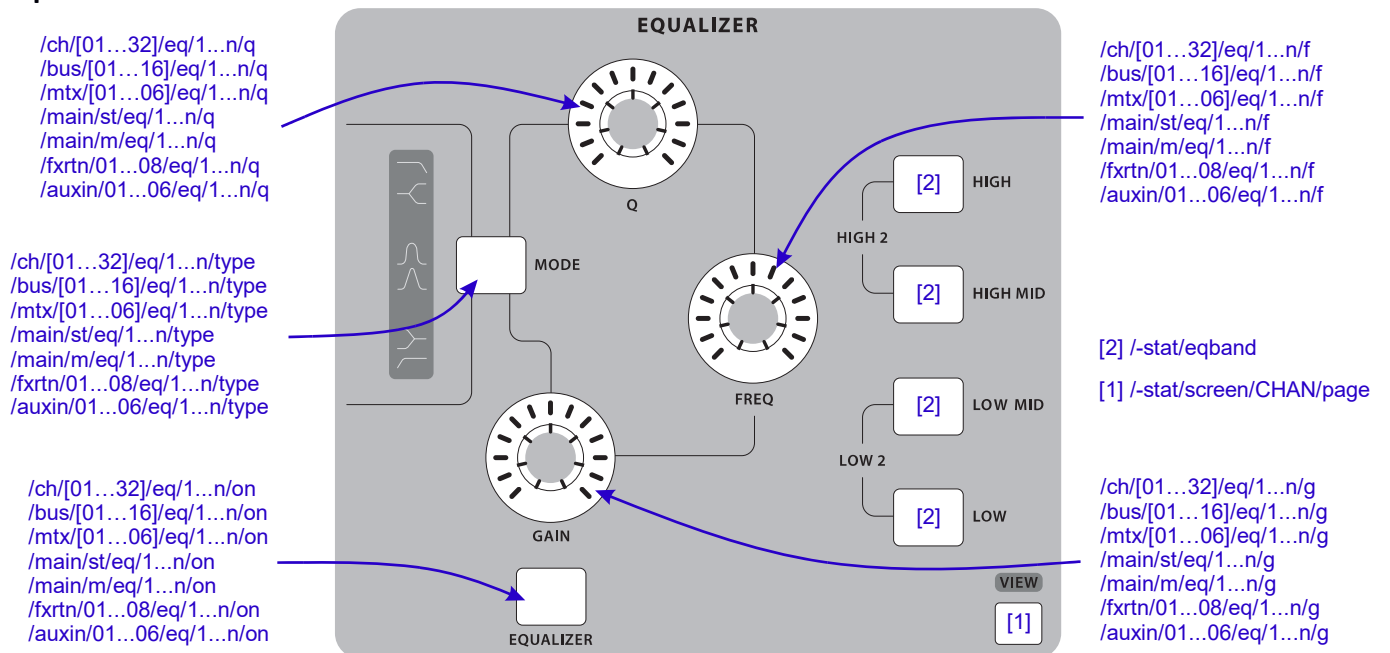 EQUALIZER
/ch/[01…32]/eq/1...n/q
/bus/[01…16]/eq/1...n/q
/mtx/[01…06]/eq/1...n/q
/main/st/eq/1...n/q
/main/m/eq/1...n/q
/fxrtn/01...08/eq/1...n/q
/auxin/01...06/eq/1...n/q
/ch/[01…32]/eq/1...n/f
/bus/[01…16]/eq/1...n/f
/mtx/[01…06]/eq/1...n/f
/main/st/eq/1...n/f
/main/m/eq/1...n/f
/fxrtn/01...08/eq/1...n/f
/auxin/01...06/eq/1...n/f
Q
[2] HIGH
HIGH 2
[2] HIGH MID
/ch/[01…32]/eq/1...n/type
/bus/[01…16]/eq/1...n/type
/mtx/[01…06]/eq/1...n/type
/main/st/eq/1...n/type
/main/m/eq/1...n/type
/fxrtn/01...08/eq/1...n/type
/auxin/01...06/eq/1...n/type
MODE
FREQ
[2] /-stat/eqband
[1] /-stat/screen/CHAN/page
[2] LOW MID
LOW 2
[2] LOW
GAIN
/ch/[01…32]/eq/1...n/on
/bus/[01…16]/eq/1...n/on
/mtx/[01…06]/eq/1...n/on
/main/st/eq/1...n/on
/main/m/eq/1...n/on
/fxrtn/01...08/eq/1...n/on
/auxin/01...06/eq/1...n/on
EQUALIZER
VIEW
[1]
/ch/[01…32]/eq/1...n/g
/bus/[01…16]/eq/1...n/g
/mtx/[01…06]/eq/1...n/g
/main/st/eq/1...n/g
/main/m/eq/1...n/g
/fxrtn/01...08/eq/1...n/g
/auxin/01...06/eq/1...n/g